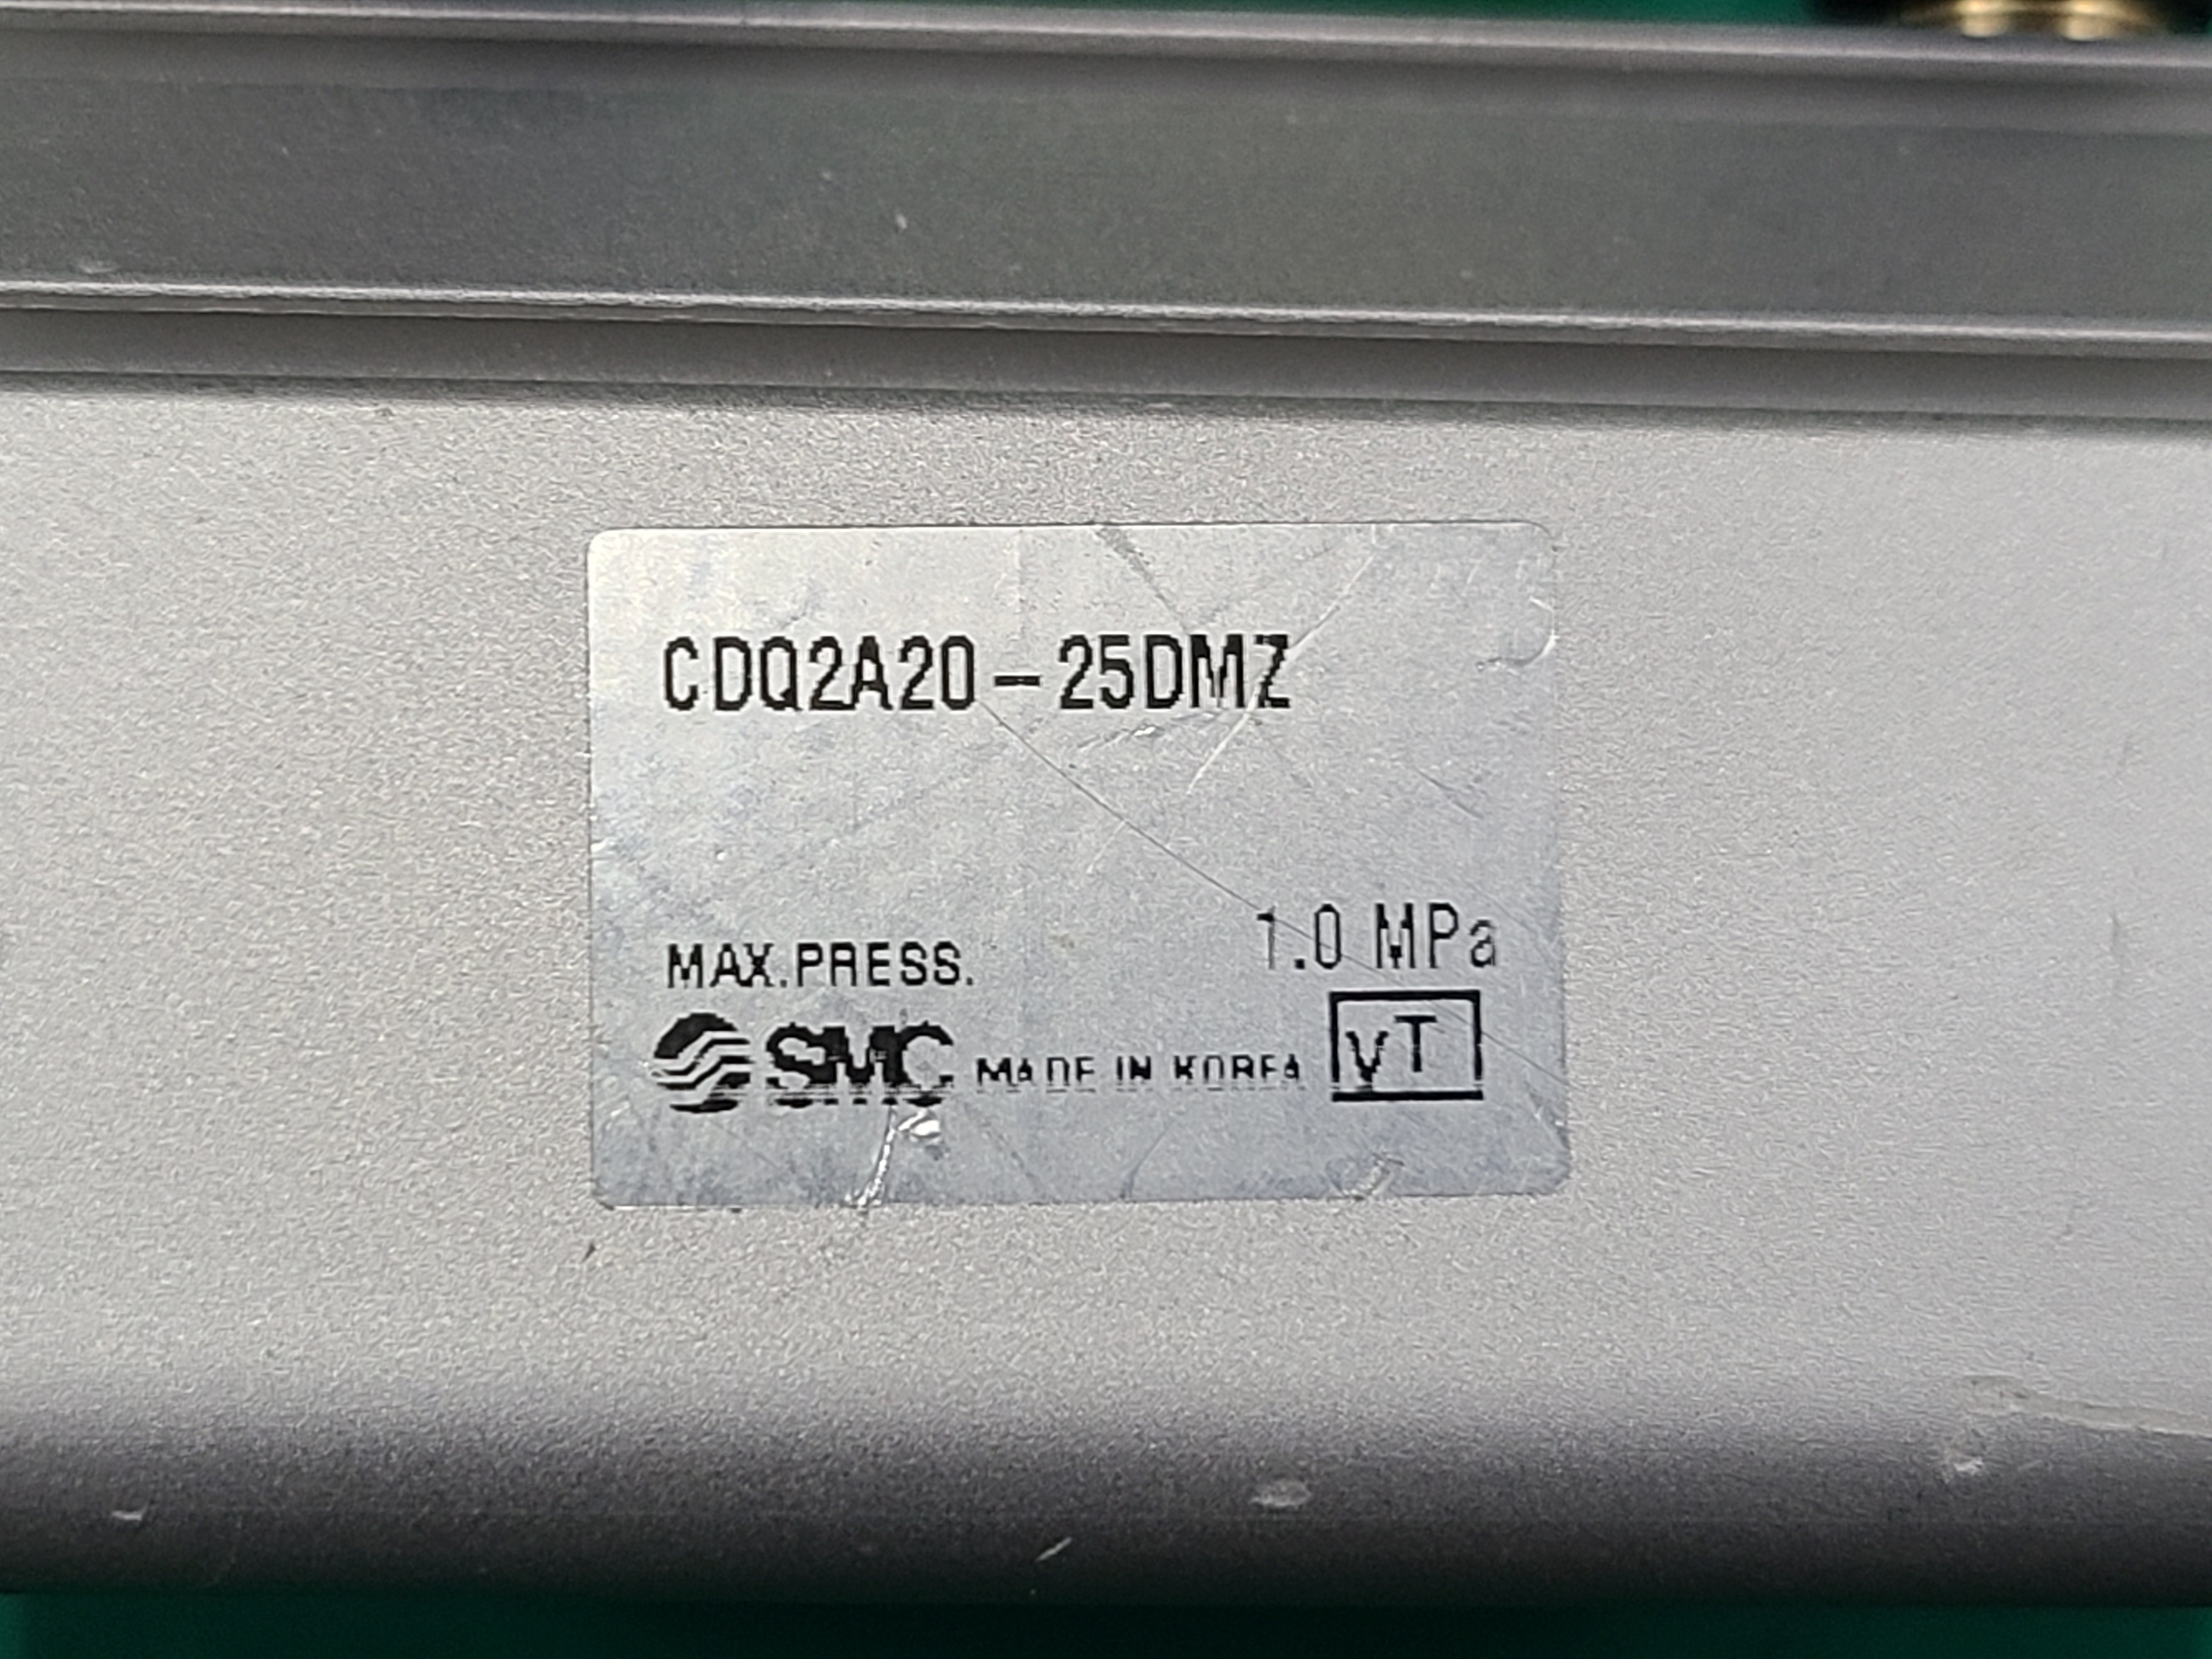 CDQ2A20-25DMZ
1.0 MPa
MAX.PRESS.
SMC MADE IN KOREA VT